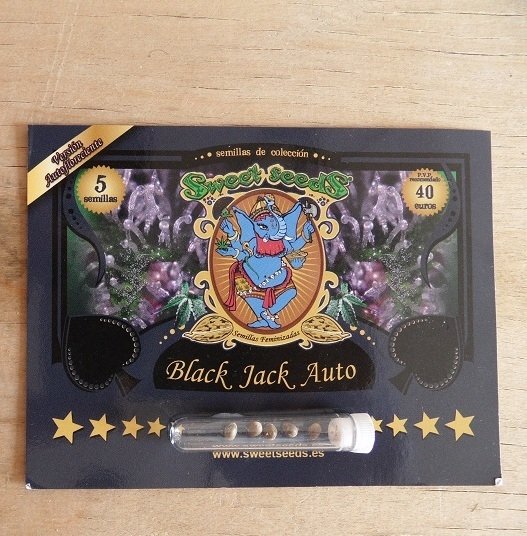 Versión
Autofloreciente
semillas de colección
Sweet seeds
5
semillas
P.V.P.
recomendado
40
euros
Semillas Feminizadas
Black Jack Auto
www.sweetseeds.es